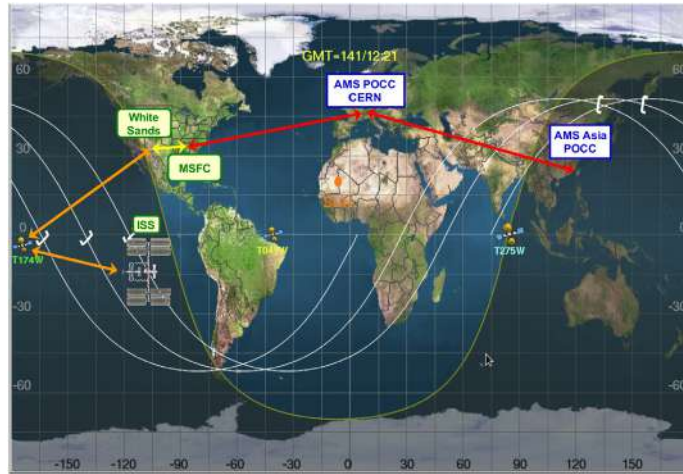 GMT=141/12:21
60
AMS POCC
CERN
White
Sands
AMS Asia
POCC
30
MSFC
ISS
0
T174W
T275W
-30
-60
-150
-120
-90
-60
-30
0
30
60
90
120
150